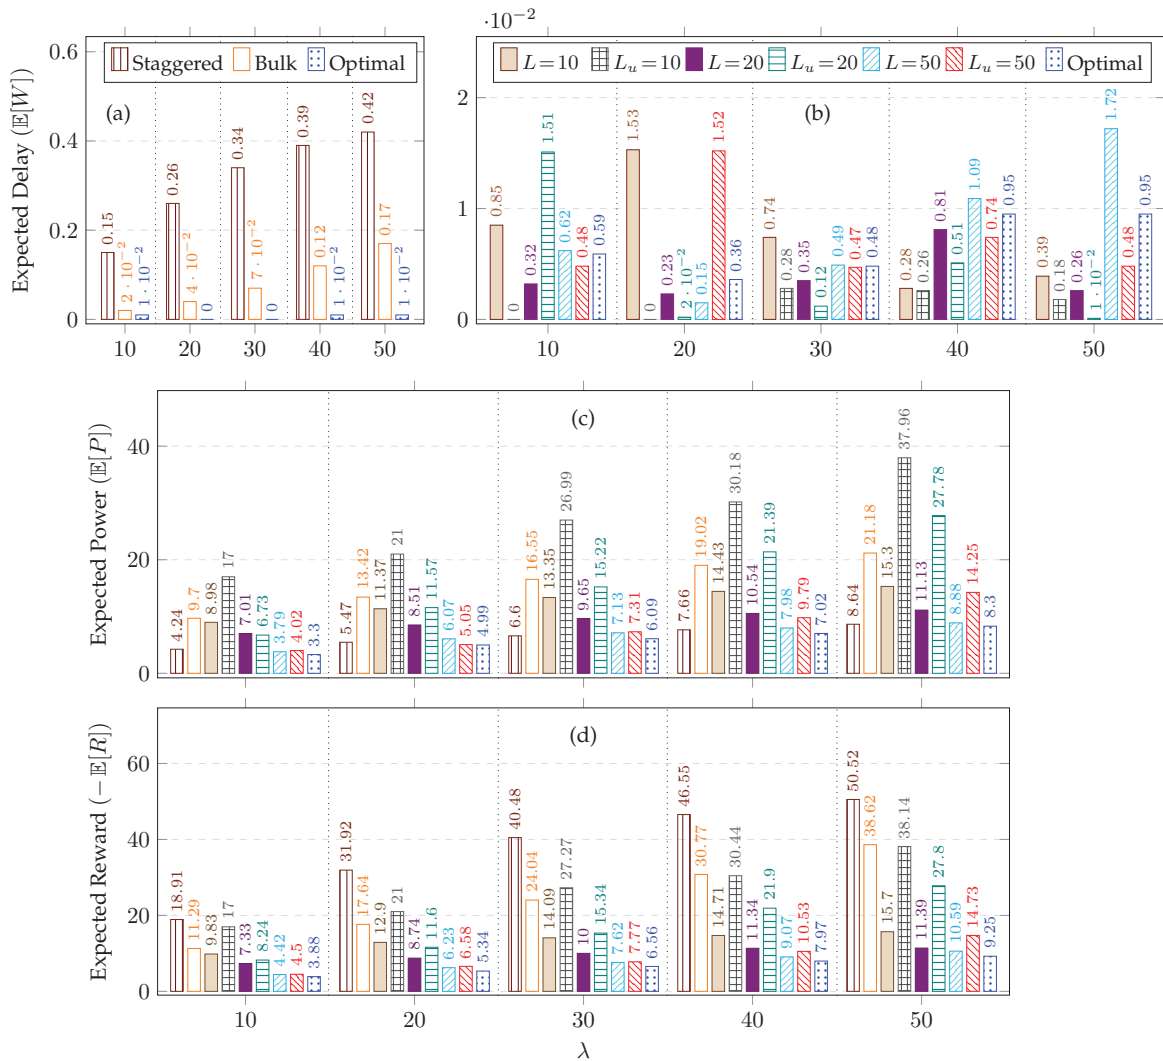 ·10⁻²
10 20 30 40 50
10 20 30 40 50
Staggered Bulk Optimal
L=10 Lᵤ=10 L=20 Lᵤ=20 L=50 Lᵤ=50 Optimal
Expected Delay (𝔼[W])
0.6
0.4
0.2
0
(a)
0.15 2 · 10⁻² 1 · 10⁻²
0.26 4 · 10⁻² 0
0.34 7 · 10⁻² 0
0.39 0.12 1 · 10⁻²
0.42 0.17 1 · 10⁻²
10 20 30 40 50
2
1
0
(b)
0.85 0 0.32 1.51 0.62 0.48 0.59
1.53 0 0.23 2 · 10⁻² 0.15 1.52 0.36
0.74 0.28 0.35 0.12 0.49 0.47 0.48
0.28 0.26 0.81 0.51 1.09 0.74 0.95
0.39 0.18 0.26 1 · 10⁻² 1.72 0.48 0.95
10 20 30 40 50
Expected Power (𝔼[P])
40
20
0
(c)
4.24 9.7 8.98 17 7.01 6.73 3.79 4.02 3.3
5.47 13.42 11.37 21 8.51 11.57 6.07 5.05 4.99
6.6 16.55 13.35 26.99 9.65 15.22 7.13 7.31 6.09
7.66 19.02 14.43 30.18 10.54 21.39 7.98 9.79 7.02
8.64 21.18 15.3 37.96 11.13 27.78 8.88 14.25 8.3
Expected Reward (− 𝔼[R])
60
40
20
0
(d)
18.91 11.29 9.83 17 7.33 8.24 4.42 4.5 3.88
31.92 17.64 12.9 21 8.74 11.6 6.23 6.58 5.34
40.48 24.04 14.09 27.27 10 15.34 7.62 7.77 6.56
46.55 30.77 14.71 30.44 11.34 21.9 9.07 10.53 7.97
50.52 38.62 15.7 38.14 11.39 27.8 10.59 14.73 9.25
10 20 30 40 50
λ